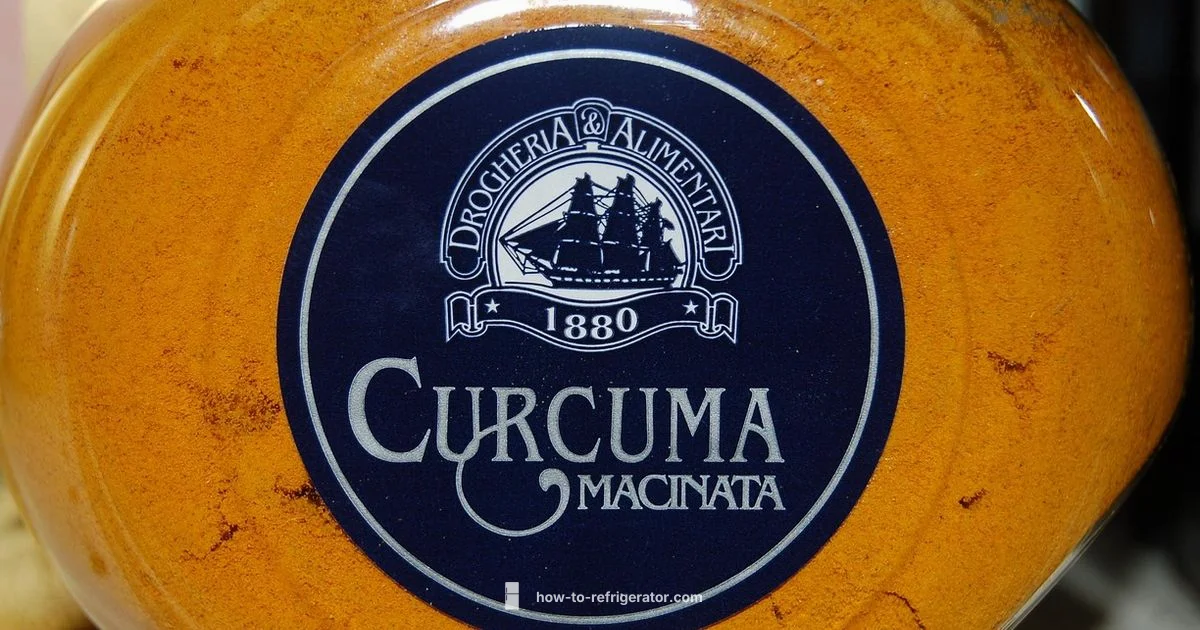 DROGHERIA & ALIMENTARI
1880
CURCUMA
MACINATA
how-to-refrigerator.com